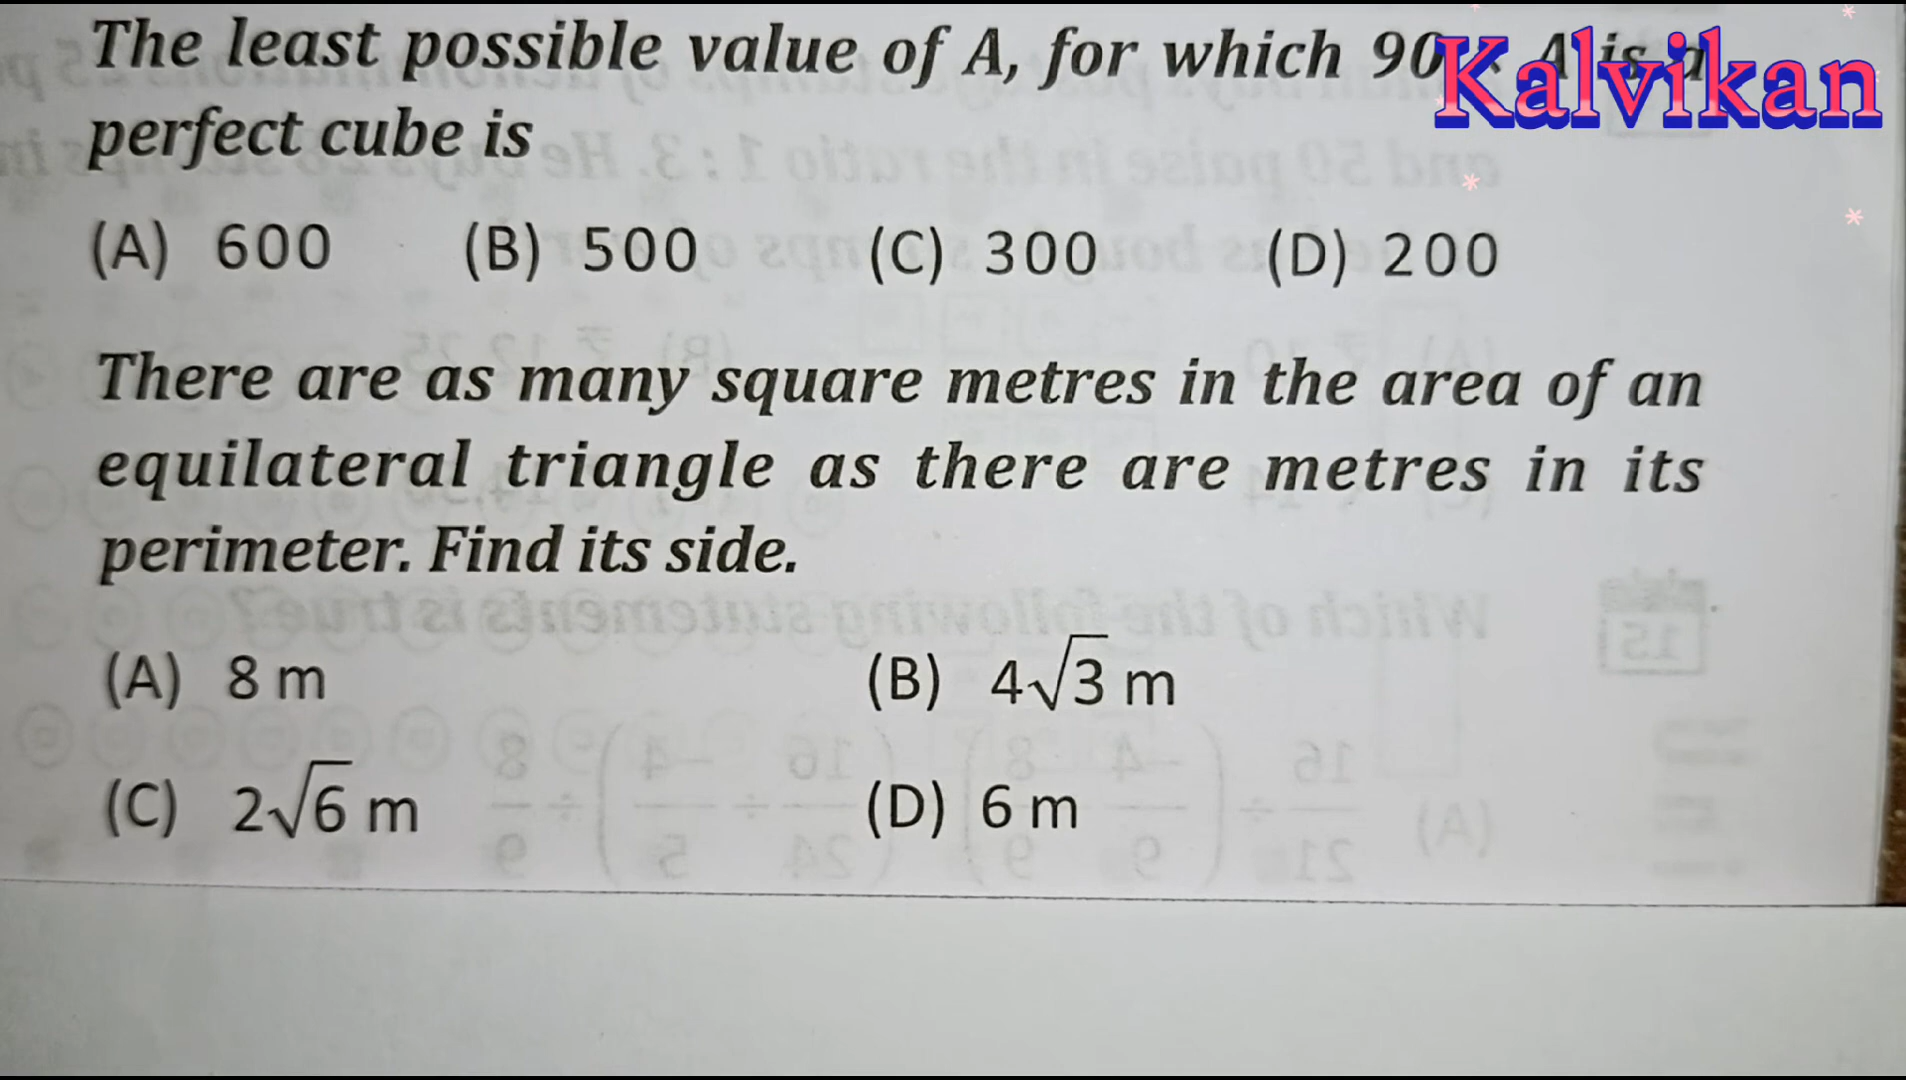 The least possible value of A, for which 90 × A is a
Kalvikan
perfect cube is
(A) 600 (B) 500 (C) 300 (D) 200
There are as many square metres in the area of an
equilateral triangle as there are metres in its
perimeter. Find its side.
(A) 8 m (B) 4√3 m
(C) 2√6 m (D) 6 m